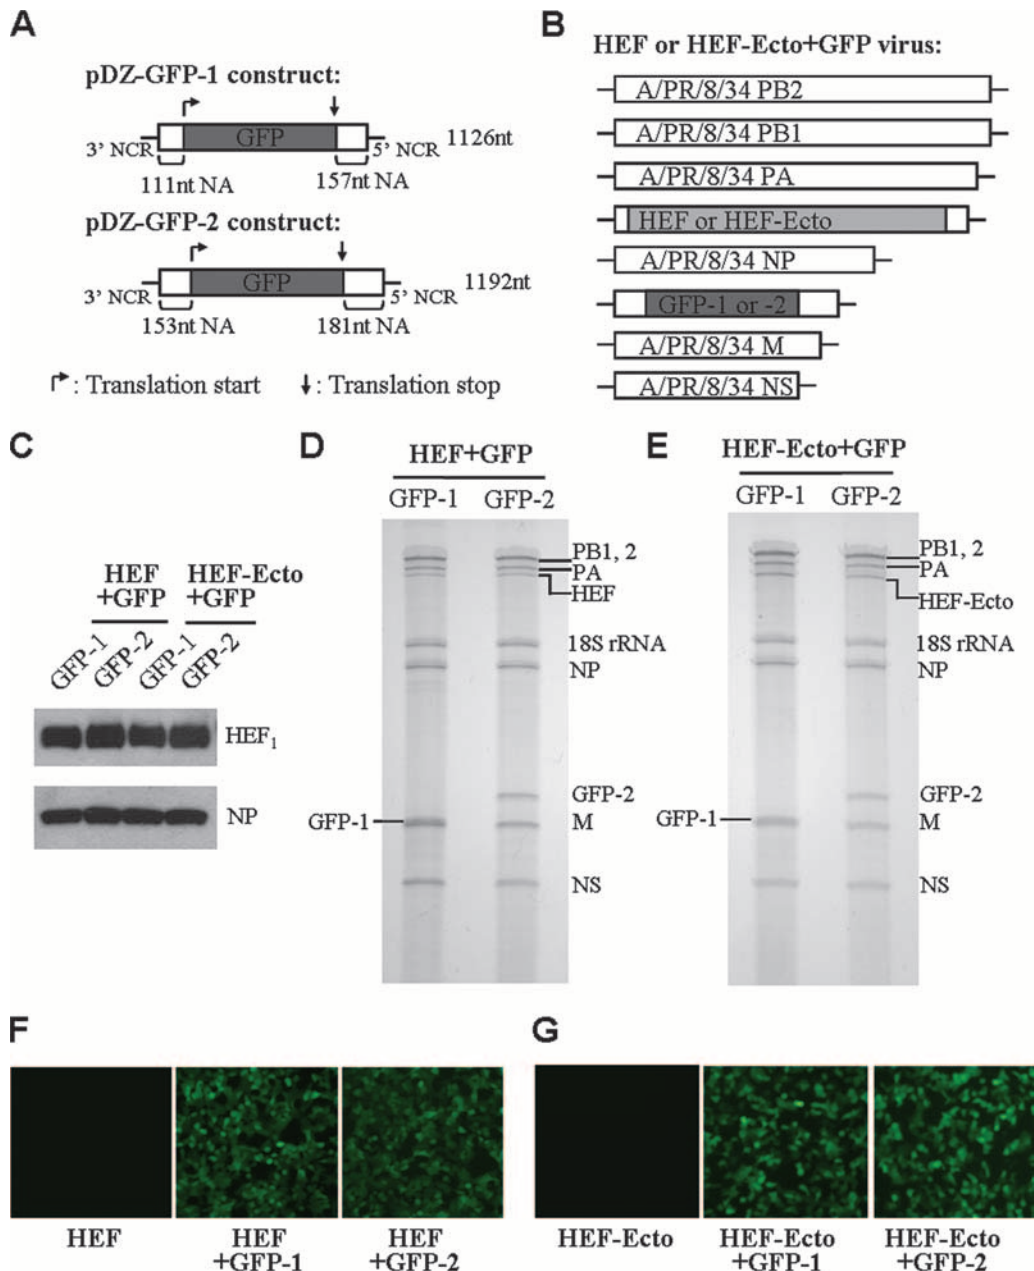 A
pDZ-GFP-1 construct:
GFP
3’ NCR
5’ NCR
1126nt
111nt NA
157nt NA
pDZ-GFP-2 construct:
GFP
3’ NCR
5’ NCR
1192nt
153nt NA
181nt NA
: Translation start
: Translation stop
B
HEF or HEF-Ecto+GFP virus:
A/PR/8/34 PB2
A/PR/8/34 PB1
A/PR/8/34 PA
HEF or HEF-Ecto
A/PR/8/34 NP
GFP-1 or -2
A/PR/8/34 M
A/PR/8/34 NS
C
HEF
+GFP
HEF-Ecto
+GFP
GFP-1
GFP-2
GFP-1
GFP-2
HEF1
NP
D
HEF+GFP
GFP-1
GFP-2
PB1, 2
PA
HEF
18S rRNA
NP
GFP-2
GFP-1
M
NS
E
HEF-Ecto+GFP
GFP-1
GFP-2
PB1, 2
PA
HEF-Ecto
18S rRNA
NP
GFP-2
GFP-1
M
NS
F
HEF
HEF
+GFP-1
HEF
+GFP-2
G
HEF-Ecto
HEF-Ecto
+GFP-1
HEF-Ecto
+GFP-2